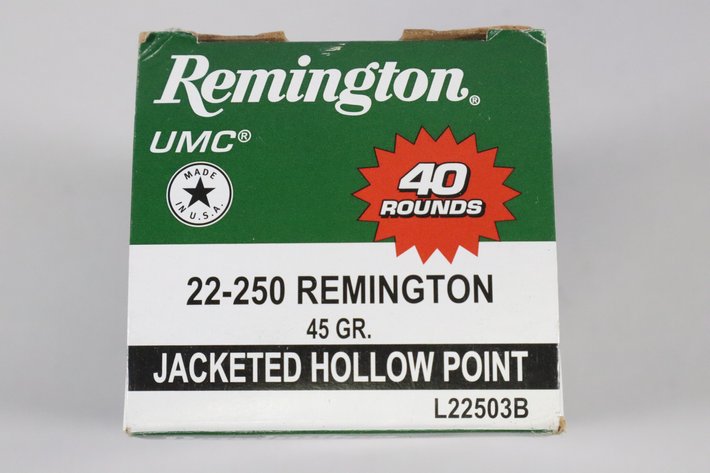 Remington®
UMC®
MADE
IN U.S.A.
40
ROUNDS
22-250 REMINGTON
45 GR.
JACKETED HOLLOW POINT
L22503B